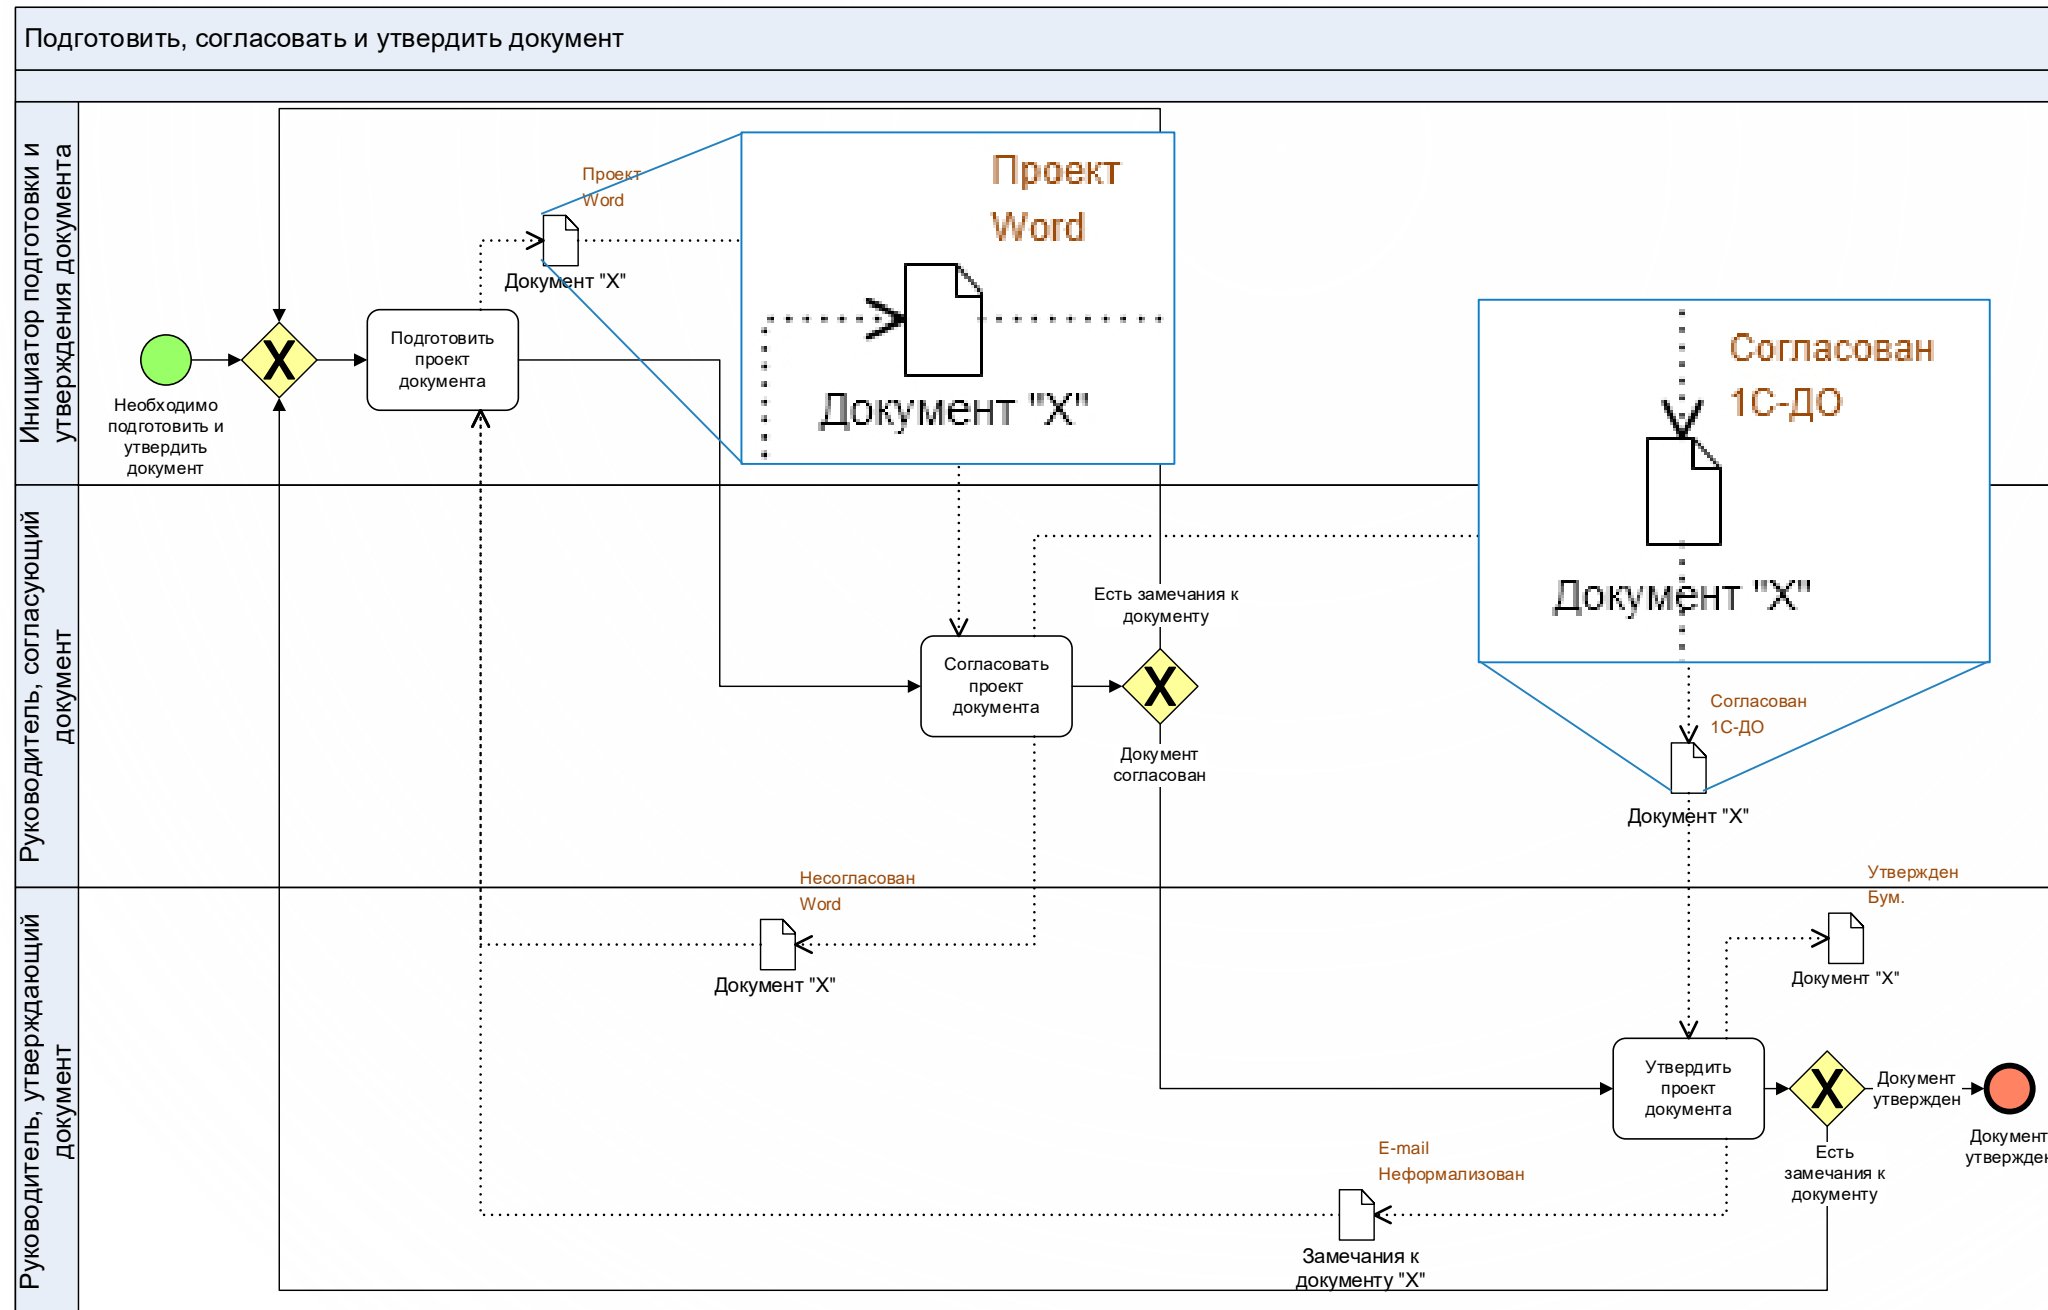 Подготовить, согласовать и утвердить документ
Инициатор подготовки и
утверждения документа
Необходимо
подготовить и
утвердить
документ
X
Подготовить
проект
документа
Проект
Word
Документ "X"
Проект
Word
Документ "X"
Согласован
1С-ДО
Документ "X"
Руководитель, согласующий
документ
Согласовать
проект
документа
Есть замечания к
документу
X
Документ
согласован
Согласован
1С-ДО
Документ "X"
Руководитель, утверждающий
документ
Несогласован
Word
Документ "X"
Утвержден
Бум.
Документ "X"
Утвердить
проект
документа
X
Документ
утвержден
Документ
утвержден
Есть
замечания к
документу
E-mail
Неформализован
Замечания к
документу "X"